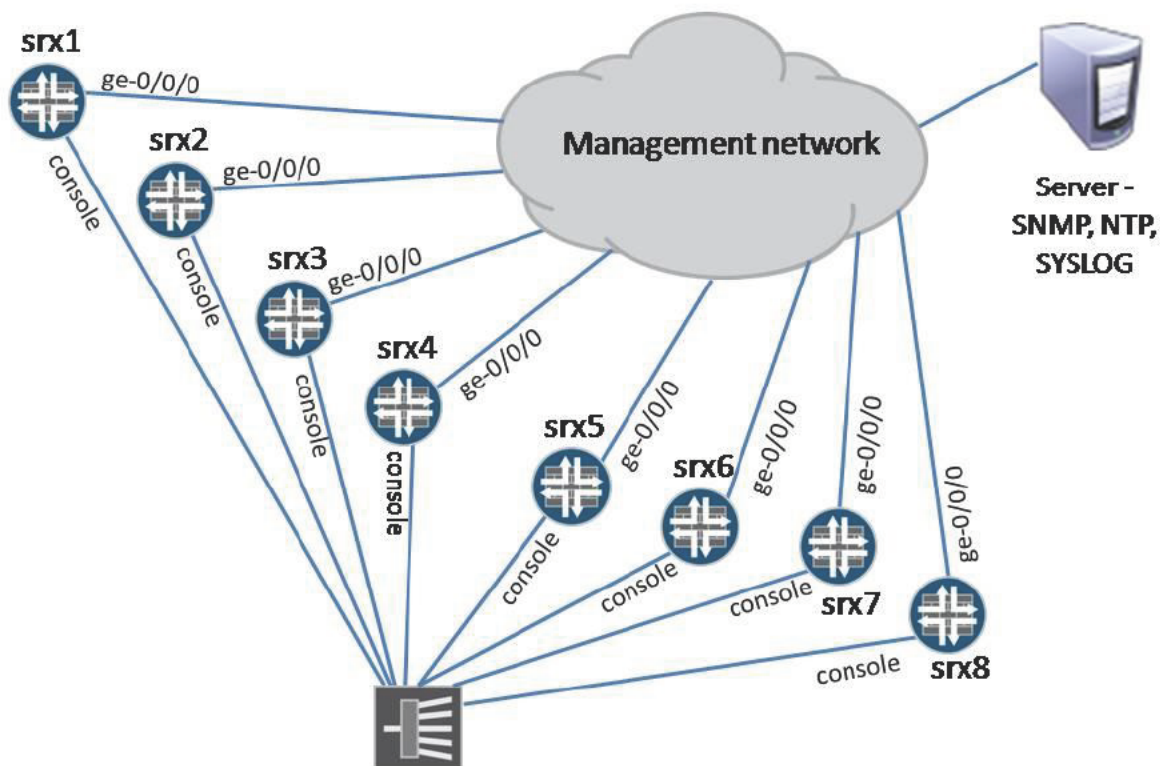 srx1
ge-0/0/0
console
srx2
ge-0/0/0
console
srx3
ge-0/0/0
console
srx4
ge-0/0/0
console
srx5
ge-0/0/0
console
srx6
ge-0/0/0
console
srx7
ge-0/0/0
console
srx8
ge-0/0/0
console
Management network
Server -
SNMP, NTP,
SYSLOG